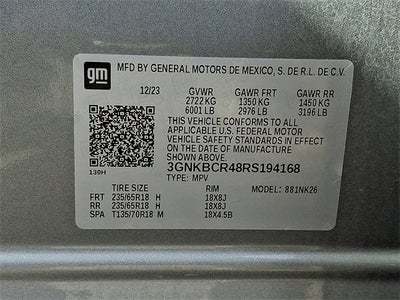 gm
MFD BY GENERAL MOTORS DE MEXICO, S. DE R.L. DE C.V.
12/23 GVWR GAWR FRT GAWR RR
2722 KG 1350 KG 1450 KG
6001 LB 2976 LB 3196 LB
THIS VEHICLE CONFORMS TO ALL
APPLICABLE U.S. FEDERAL MOTOR
VEHICLE SAFETY STANDARDS IN EFFECT
ON THE DATE OF MANUFACTURE
SHOWN ABOVE.
3GNKBCR48RS194168
130H TYPE: MPV MODEL: 881NK26
TIRE SIZE RIM
FRT 235/65R18 H 18X8J
RR 235/65R18 H 18X8J
SPA T135/70R18 M 18X4.5B